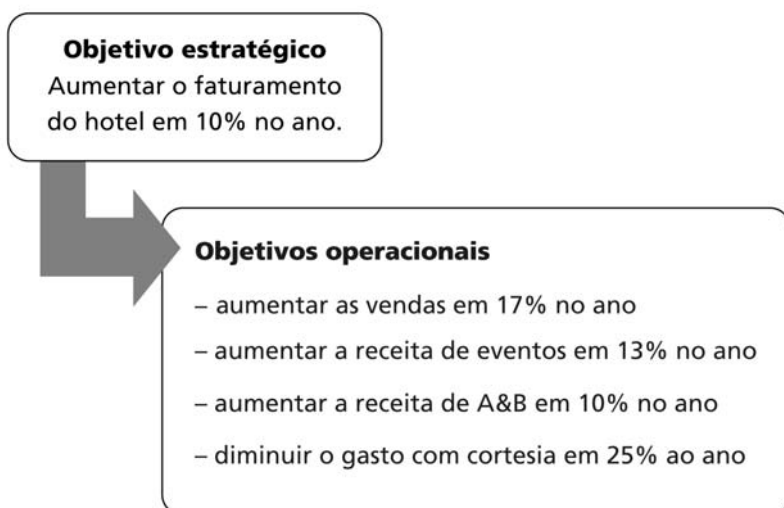 Objetivo estratégico
Aumentar o faturamento
do hotel em 10% no ano.
Objetivos operacionais
– aumentar as vendas em 17% no ano
– aumentar a receita de eventos em 13% no ano
– aumentar a receita de A&B em 10% no ano
– diminuir o gasto com cortesia em 25% ao ano